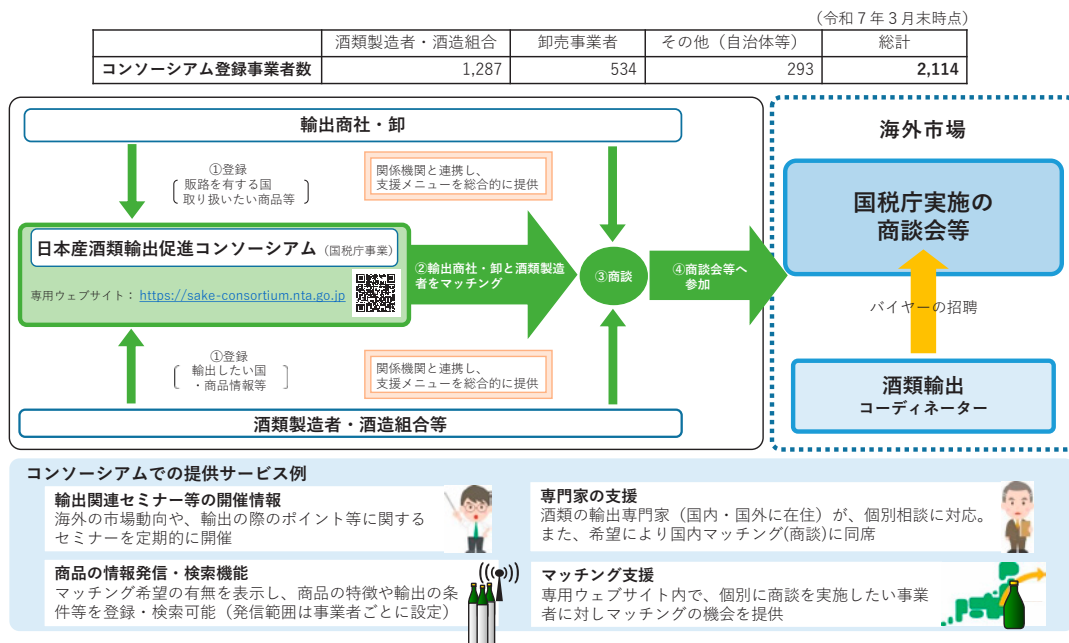 （令和７年３月末時点）
酒類製造者・酒造組合 卸売事業者 その他（自治体等） 総計
コンソーシアム登録事業者数 1,287 534 293 2,114
輸出商社・卸
①登録
販路を有する国
取り扱いたい商品等
関係機関と連携し、
支援メニューを総合的に提供
日本産酒類輸出促進コンソーシアム（国税庁事業）
専用ウェブサイト： https://sake-consortium.nta.go.jp
②輸出商社・卸と酒類製造
者をマッチング
③商談
④商談会等へ
参加
①登録
輸出したい国
・商品情報等
関係機関と連携し、
支援メニューを総合的に提供
酒類製造者・酒造組合等
海外市場
国税庁実施の
商談会等
バイヤーの招聘
酒類輸出
コーディネーター
コンソーシアムでの提供サービス例
輸出関連セミナー等の開催情報
海外の市場動向や、輸出の際のポイント等に関する
セミナーを定期的に開催
専門家の支援
酒類の輸出専門家（国内・国外に在住）が、個別相談に対応。
また、希望により国内マッチング(商談)に同席
商品の情報発信・検索機能
マッチング希望の有無を表示し、商品の特徴や輸出の条
件等を登録・検索可能（発信範囲は事業者ごとに設定）
マッチング支援
専用ウェブサイト内で、個別に商談を実施したい事業
者に対しマッチングの機会を提供